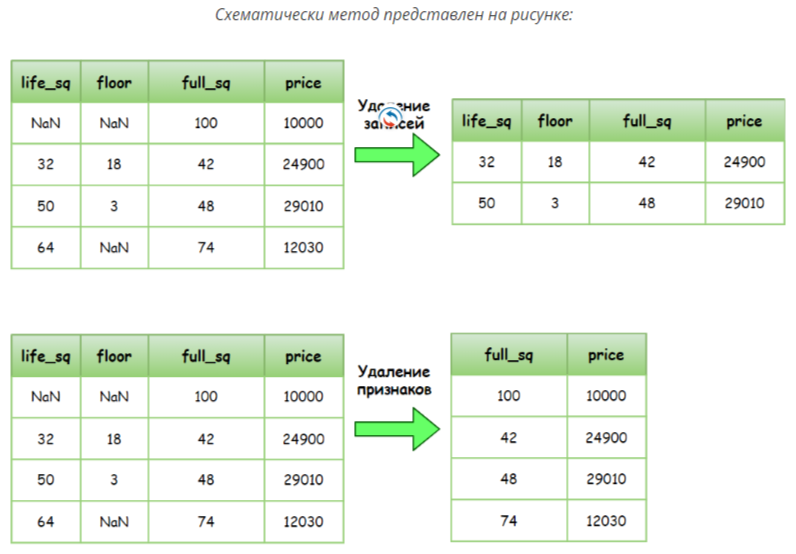 Схематически метод представлен на рисунке:
life_sq floor full_sq price
NaN NaN 100 10000
32 18 42 24900
50 3 48 29010
64 NaN 74 12030
Удаление
записей
life_sq floor full_sq price
32 18 42 24900
50 3 48 29010
life_sq floor full_sq price
NaN NaN 100 10000
32 18 42 24900
50 3 48 29010
64 NaN 74 12030
Удаление
признаков
full_sq price
100 10000
42 24900
48 29010
74 12030